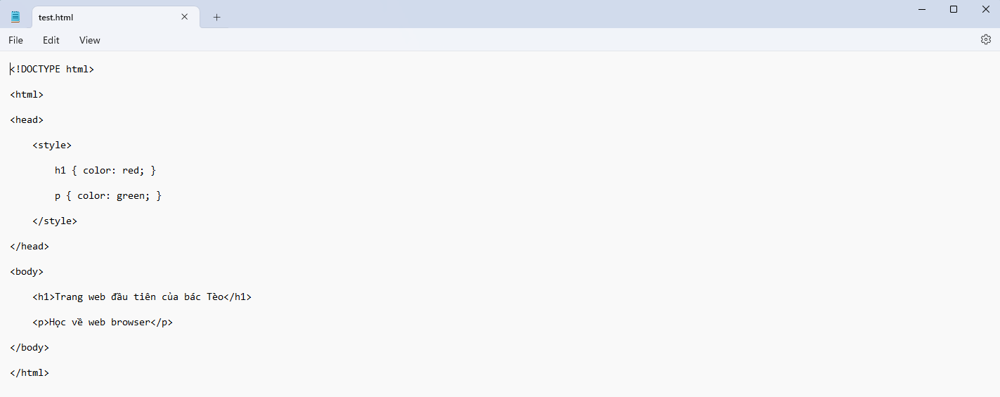 test.html
File Edit View
<!DOCTYPE html>
<html>
<head>
    <style>
        h1 { color: red; }
        p { color: green; }
    </style>
</head>
<body>
    <h1>Trang web đầu tiên của bác Tèo</h1>
    <p>Học về web browser</p>
</body>
</html>